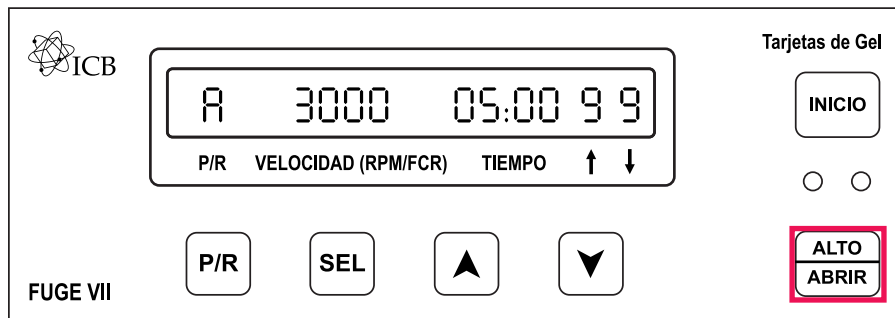 ICB
Tarjetas de Gel
A 3000 05:00 9 9
P/R VELOCIDAD (RPM/FCR) TIEMPO ↑ ↓
INICIO
P/R SEL
ALTO
ABRIR
FUGE VII